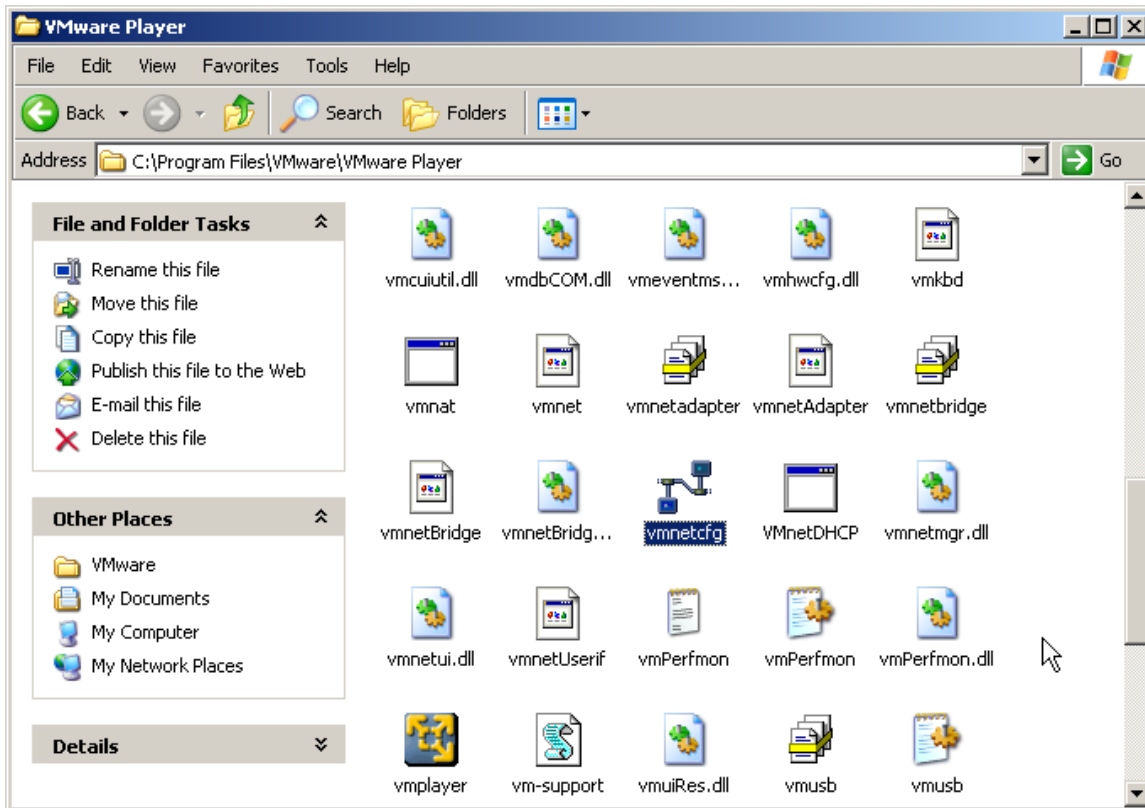 VMware Player
File Edit View Favorites Tools Help
Back Search Folders
Address C:\Program Files\VMware\VMware Player Go
File and Folder Tasks
Rename this file
Move this file
Copy this file
Publish this file to the Web
E-mail this file
Delete this file
Other Places
VMware
My Documents
My Computer
My Network Places
Details
vmcuiutil.dll vmdbCOM.dll vmeventms... vmhwcfg.dll vmkbd
vmnat vmnet vmnetadapter vmnetAdapter vmnetbridge
vmnetBridge vmnetBridg... vmnetcfg VMnetDHCP vmnetmgr.dll
vmnetui.dll vmnetUserif vmPerfmon vmPerfmon vmPerfmon.dll
vmplayer vm-support vmuiRes.dll vmusb vmusb